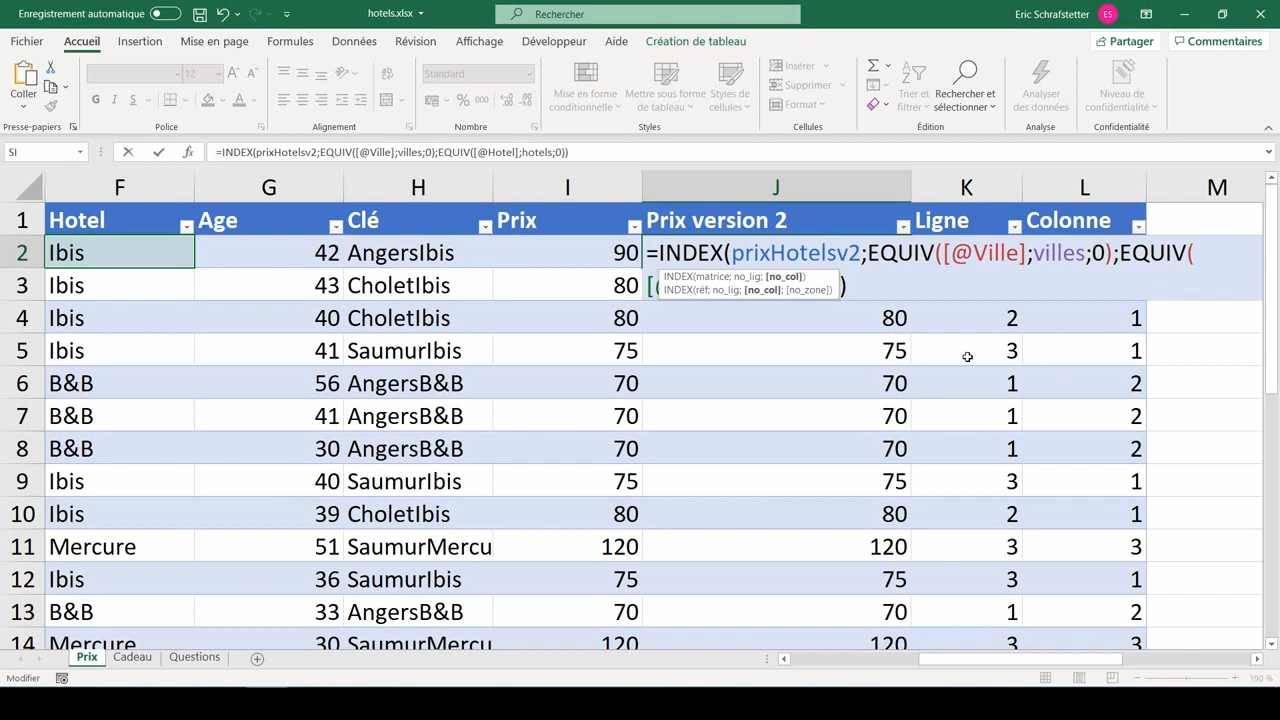 Enregistrement automatique
hotels.xlsx
Rechercher
Eric Schrafstetter
ES
Fichier Accueil Insertion Mise en page Formules Données Révision Affichage Développeur Aide Création de tableau
Partager
Commentaires
Coller
12
G I S
Standard
% 000
Mise en forme conditionnelle
Mettre sous forme de tableau
Styles de cellules
Insérer
Supprimer
Format
Trier et filtrer
Rechercher et sélectionner
Analyser des données
Niveau de confidentialité
Presse-papiers Police Alignement Nombre Styles Cellules Édition Analyse Confidentialité
SI
fx
=INDEX(prixHotelsv2;EQUIV([@Ville];villes;0);EQUIV([@Hotel];hotels;0))
F G H I J K L M
1 Hotel Age Clé Prix Prix version 2 Ligne Colonne
2 Ibis 42 AngersIbis 90 =INDEX(prixHotelsv2;EQUIV([@Ville];villes;0);EQUIV(
INDEX(matrice; no_lig; [no_col])
3 Ibis 43 CholetIbis 80 [ )
INDEX(réf; no_lig; [no_col]; [no_zone])
4 Ibis 40 CholetIbis 80 80 2 1
5 Ibis 41 SaumurIbis 75 75 3 1
6 B&B 56 AngersB&B 70 70 1 2
7 B&B 41 AngersB&B 70 70 1 2
8 B&B 30 AngersB&B 70 70 1 2
9 Ibis 40 SaumurIbis 75 75 3 1
10 Ibis 39 CholetIbis 80 80 2 1
11 Mercure 51 SaumurMercu 120 120 3 3
12 Ibis 36 SaumurIbis 75 75 3 1
13 B&B 33 AngersB&B 70 70 1 2
14 Mercure 30 SaumurMercu 120 120 3 3
Prix Cadeau Questions
Modifier
190 %